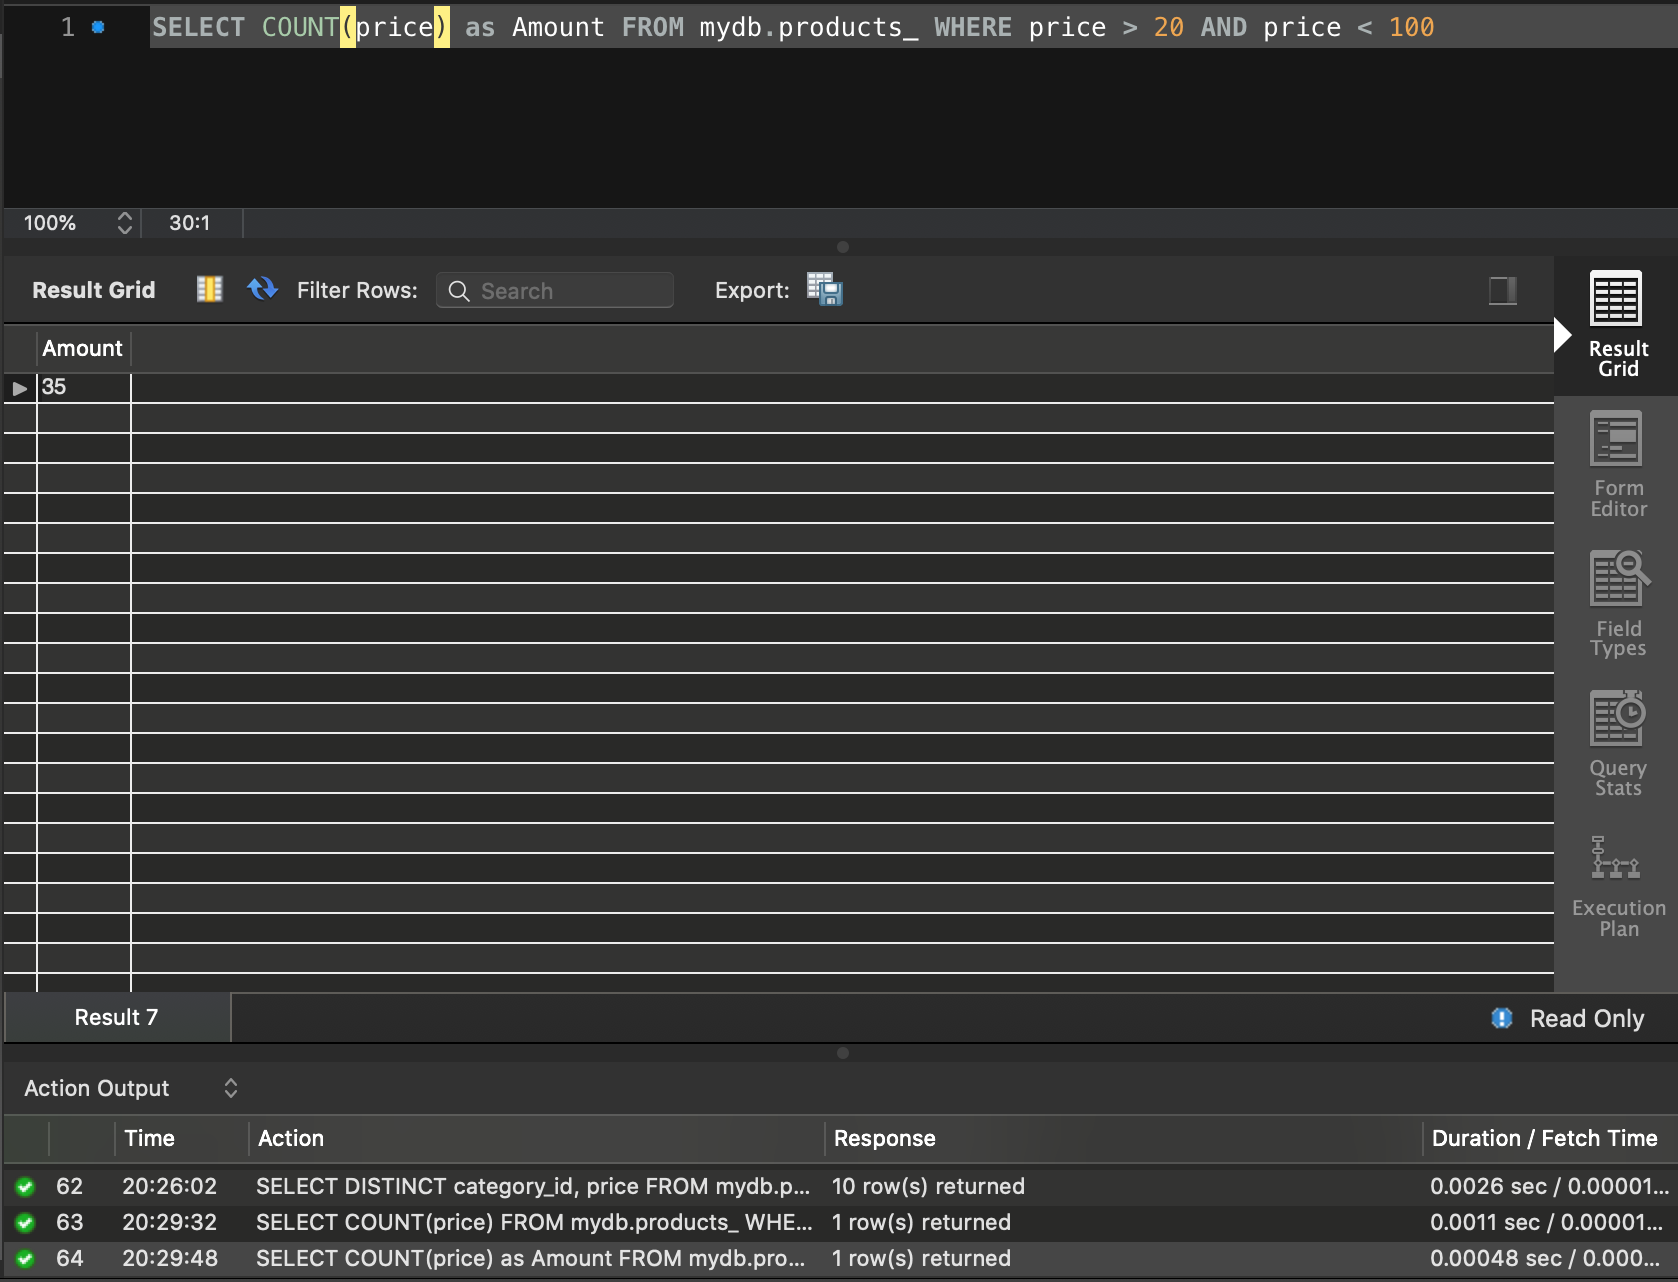 1 SELECT COUNT(price) as Amount FROM mydb.products_ WHERE price > 20 AND price < 100
100% 30:1
Result Grid Filter Rows: Search Export:
Amount
35
Result
Grid
Form
Editor
Field
Types
Query
Stats
Execution
Plan
Result 7 Read Only
Action Output
Time Action Response Duration / Fetch Time
62 20:26:02 SELECT DISTINCT category_id, price FROM mydb.p... 10 row(s) returned 0.0026 sec / 0.00001...
63 20:29:32 SELECT COUNT(price) FROM mydb.products_ WHE... 1 row(s) returned 0.0011 sec / 0.00001...
64 20:29:48 SELECT COUNT(price) as Amount FROM mydb.pro... 1 row(s) returned 0.00048 sec / 0.000...